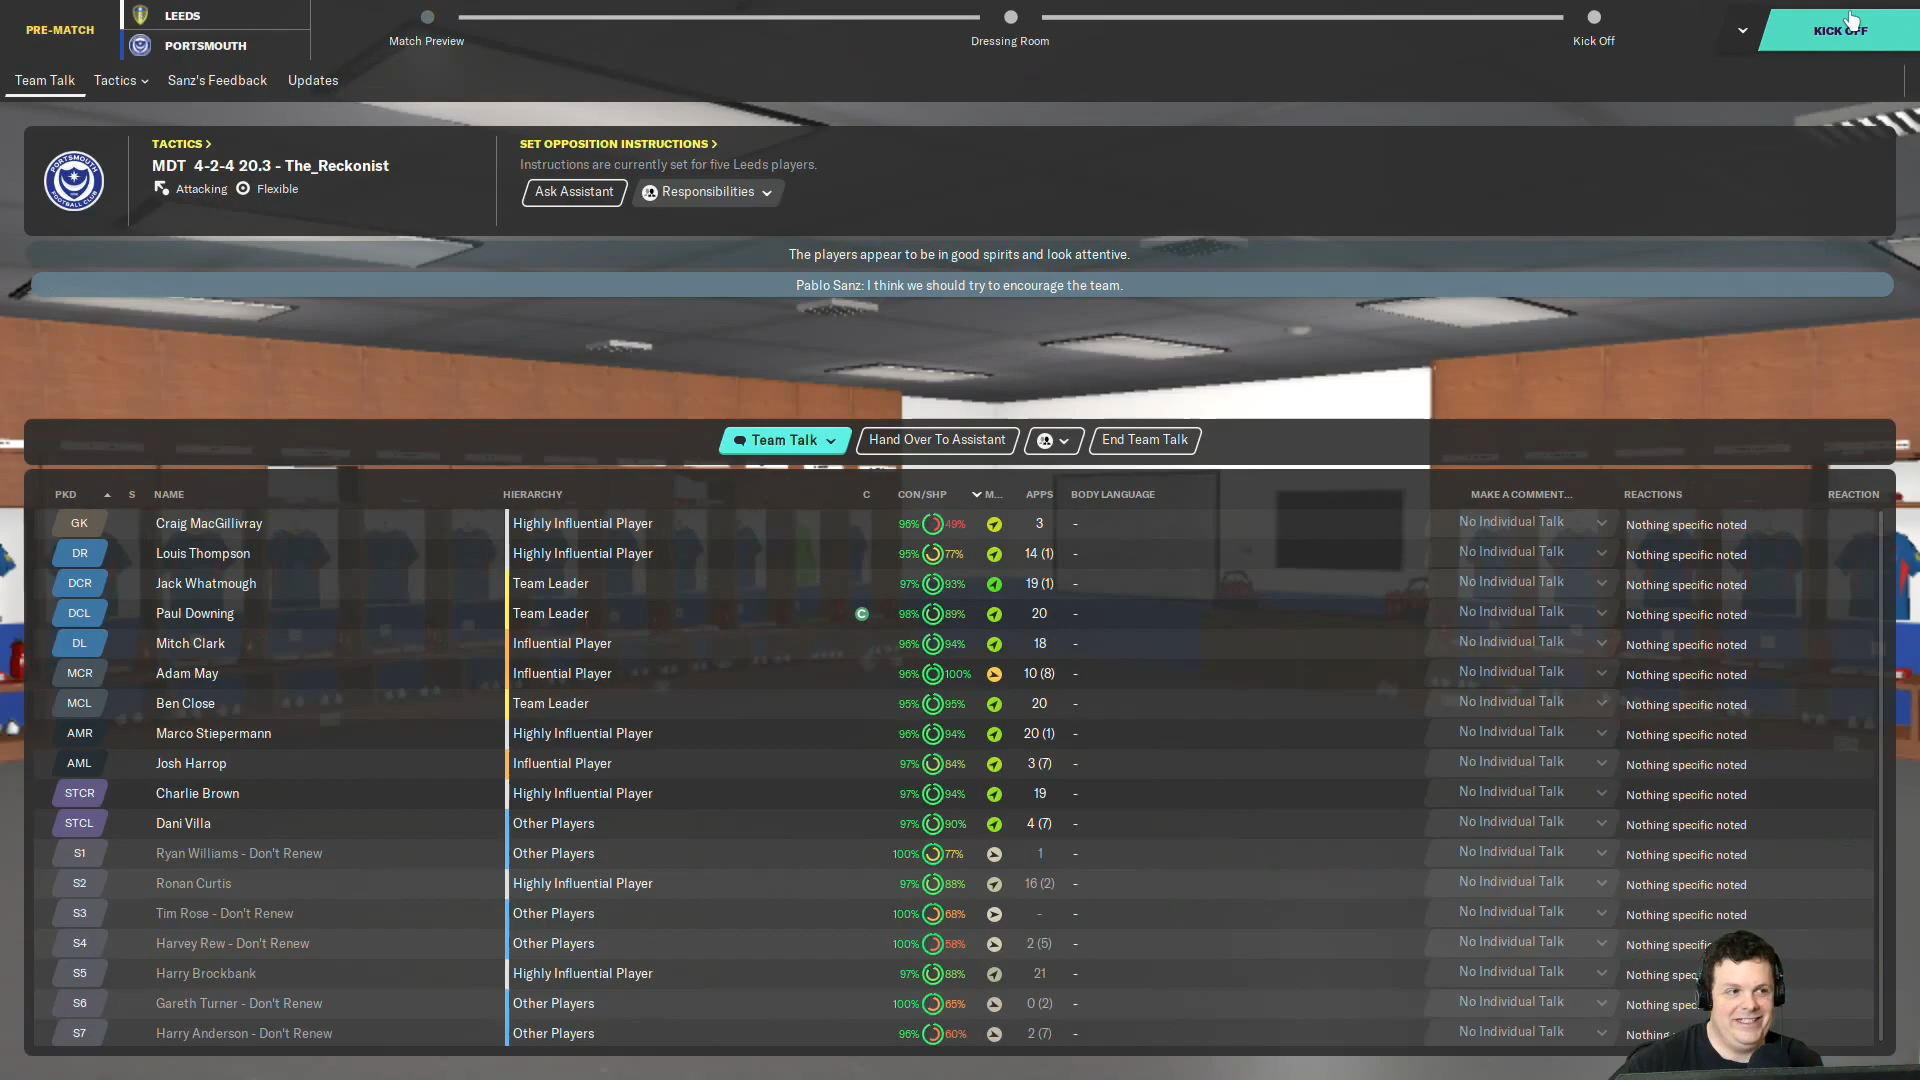 PRE-MATCH
LEEDS
PORTSMOUTH
Match Preview
Dressing Room
Kick Off
KICK OFF
Team Talk
Tactics
Sanz's Feedback
Updates
TACTICS >
MDT 4-2-4 20.3 - The_Reckonist
Attacking Flexible
SET OPPOSITION INSTRUCTIONS >
Instructions are currently set for five Leeds players.
Ask Assistant
Responsibilities
The players appear to be in good spirits and look attentive.
Pablo Sanz: I think we should try to encourage the team.
Team Talk
Hand Over To Assistant
End Team Talk
PKD S NAME HIERARCHY C CON/SHP M... APPS BODY LANGUAGE MAKE A COMMENT... REACTIONS REACTION
GK Craig MacGillivray Highly Influential Player 96% 49% 3 - No Individual Talk Nothing specific noted
DR Louis Thompson Highly Influential Player 95% 77% 14 (1) - No Individual Talk Nothing specific noted
DCR Jack Whatmough Team Leader 97% 93% 19 (1) - No Individual Talk Nothing specific noted
DCL Paul Downing Team Leader C 98% 89% 20 - No Individual Talk Nothing specific noted
DL Mitch Clark Influential Player 96% 94% 18 - No Individual Talk Nothing specific noted
MCR Adam May Influential Player 96% 100% 10 (8) - No Individual Talk Nothing specific noted
MCL Ben Close Team Leader 95% 95% 20 - No Individual Talk Nothing specific noted
AMR Marco Stiepermann Highly Influential Player 96% 94% 20 (1) - No Individual Talk Nothing specific noted
AML Josh Harrop Influential Player 97% 84% 3 (7) - No Individual Talk Nothing specific noted
STCR Charlie Brown Highly Influential Player 97% 94% 19 - No Individual Talk Nothing specific noted
STCL Dani Villa Other Players 97% 90% 4 (7) - No Individual Talk Nothing specific noted
S1 Ryan Williams - Don't Renew Other Players 100% 77% 1 - No Individual Talk Nothing specific noted
S2 Ronan Curtis Highly Influential Player 97% 88% 16 (2) - No Individual Talk Nothing specific noted
S3 Tim Rose - Don't Renew Other Players 100% 68% - - No Individual Talk Nothing specific noted
S4 Harvey Rew - Don't Renew Other Players 100% 58% 2 (5) - No Individual Talk Nothing specific
S5 Harry Brockbank Highly Influential Player 97% 88% 21 - No Individual Talk Nothing spec
S6 Gareth Turner - Don't Renew Other Players 100% 65% 0 (2) - No Individual Talk Nothing spec
S7 Harry Anderson - Don't Renew Other Players 96% 60% 2 (7) - No Individual Talk Nothing